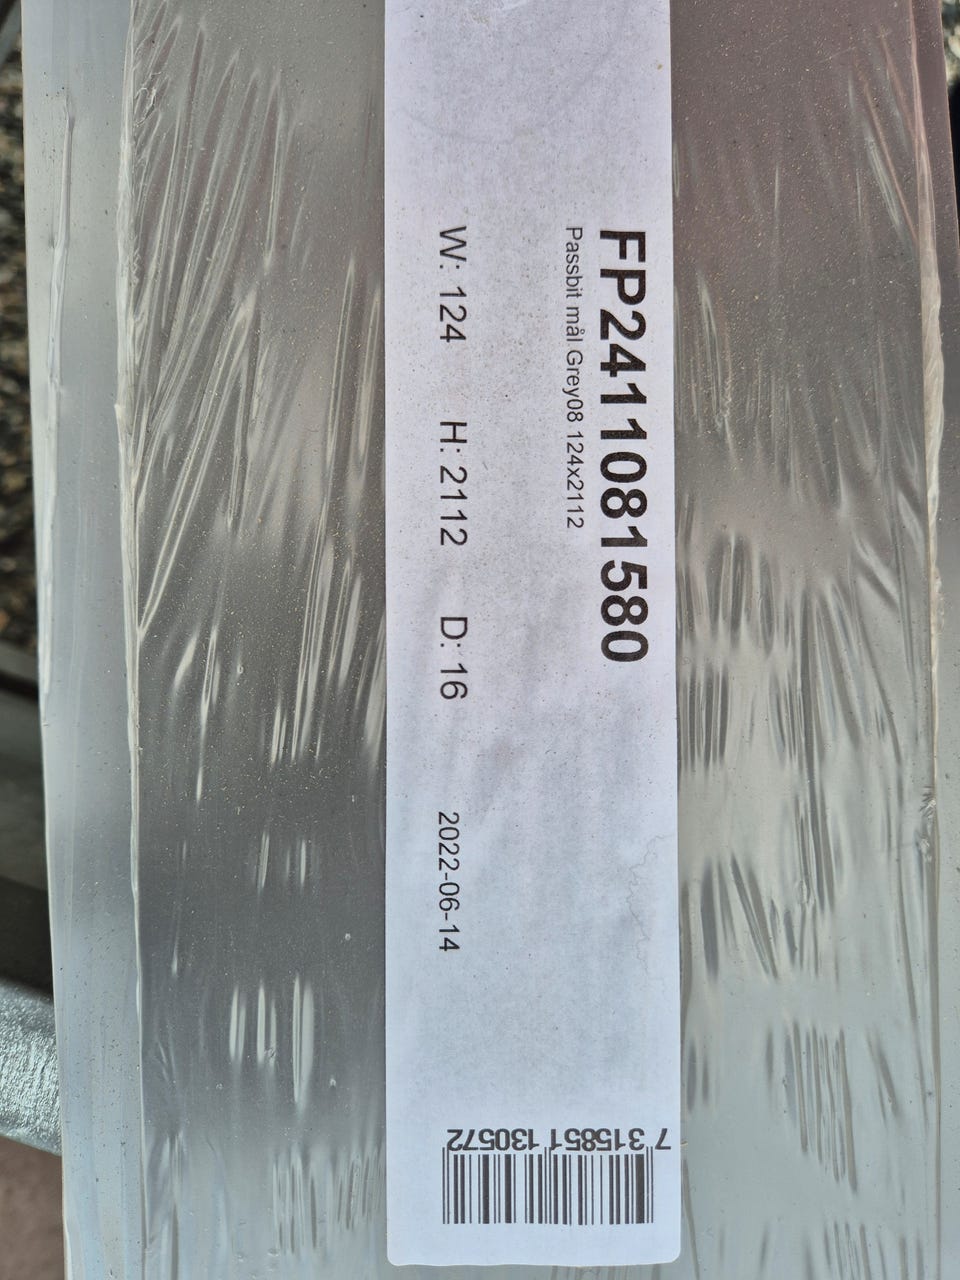 FP2411081580
Passbit mål Grey08 124x2112
W: 124 H: 2112 D: 16 2022-06-14
7 315851 130572